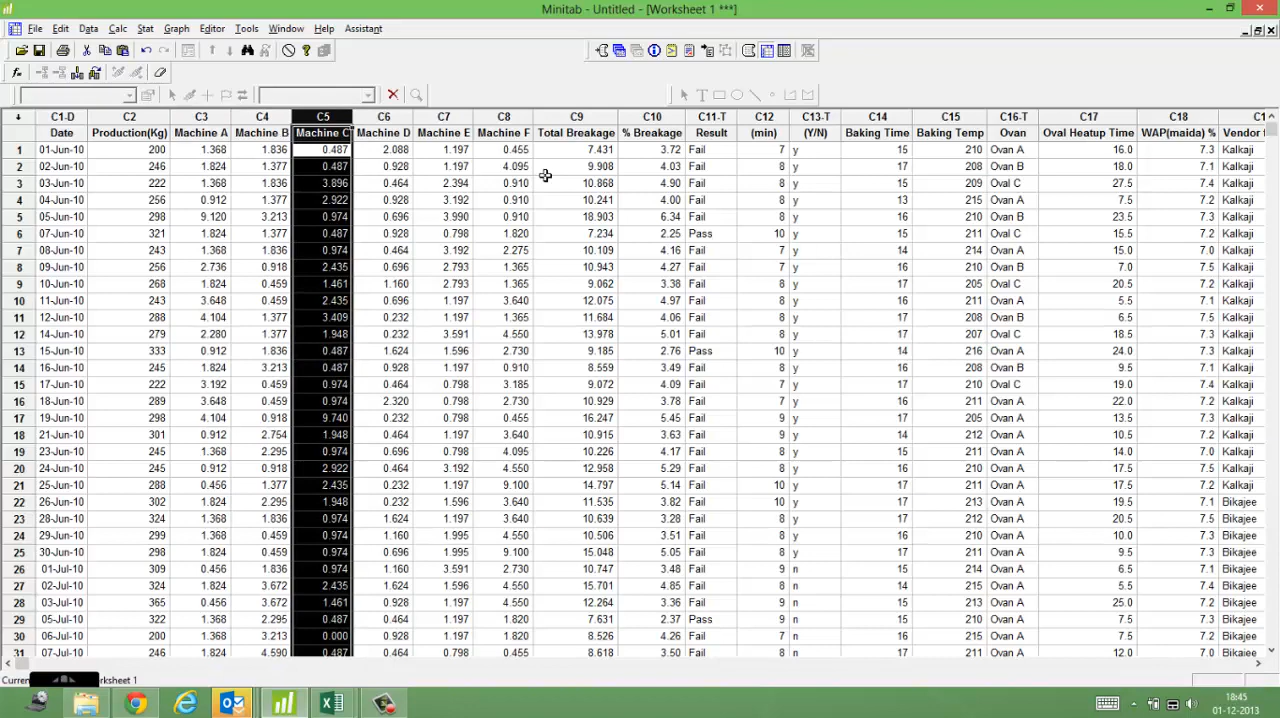 Minitab - Untitled - [Worksheet 1 ***]
File Edit Data Calc Stat Graph Editor Tools Window Help Assistant
C1-D C2 C3 C4 C5 C6 C7 C8 C9 C10 C11-T C12 C13-T C14 C15 C16-T C17 C18 C1
Date Production(Kg) Machine A Machine B Machine C Machine D Machine E Machine F Total Breakage % Breakage Result (min) (Y/N) Baking Time Baking Temp Ovan Oval Heatup Time WAP(maida) % Vendor
1 01-Jun-10 200 1.368 1.836 0.487 2.088 1.197 0.455 7.431 3.72 Fail 7 y 15 210 Ovan A 16.0 7.3 Kalkaji
2 02-Jun-10 246 1.824 1.377 0.487 0.928 1.197 4.095 9.908 4.03 Fail 8 y 17 208 Ovan B 18.0 7.1 Kalkaji
3 03-Jun-10 222 1.368 1.836 3.896 0.464 2.394 0.910 10.868 4.90 Fail 8 y 15 209 Oval C 27.5 7.4 Kalkaji
4 04-Jun-10 256 0.912 1.377 2.922 0.928 3.192 0.910 10.241 4.00 Fail 8 y 13 215 Ovan A 7.5 7.2 Kalkaji
5 05-Jun-10 298 9.120 3.213 0.974 0.696 3.990 0.910 18.903 6.34 Fail 8 y 16 210 Ovan B 23.5 7.3 Kalkaji
6 07-Jun-10 321 1.824 1.377 0.487 0.928 0.798 1.820 7.234 2.25 Pass 10 y 15 211 Oval C 15.5 7.2 Kalkaji
7 08-Jun-10 243 1.368 1.836 0.974 0.464 3.192 2.275 10.109 4.16 Fail 8 y 14 214 Ovan A 15.0 7.0 Kalkaji
8 09-Jun-10 256 2.736 0.918 2.435 0.696 2.793 1.365 10.943 4.27 Fail 7 y 16 210 Ovan B 7.0 7.5 Kalkaji
9 10-Jun-10 268 1.824 0.459 1.461 1.160 2.793 1.365 9.062 3.38 Fail 8 y 17 205 Oval C 20.5 7.2 Kalkaji
10 11-Jun-10 243 3.648 0.459 2.435 0.696 1.197 3.640 12.075 4.97 Fail 8 y 16 211 Ovan A 5.5 7.1 Kalkaji
11 12-Jun-10 288 4.104 1.377 3.409 0.232 1.197 1.365 11.684 4.06 Fail 8 y 17 208 Ovan B 6.5 7.5 Kalkaji
12 14-Jun-10 279 2.280 1.377 1.948 0.232 3.591 4.550 13.978 5.01 Fail 8 y 17 207 Oval C 18.5 7.3 Kalkaji
13 15-Jun-10 333 0.912 1.836 0.487 1.624 1.596 2.730 9.185 2.76 Pass 10 y 14 216 Ovan A 24.0 7.3 Kalkaji
14 16-Jun-10 245 1.824 3.213 0.487 0.928 1.197 0.910 8.559 3.49 Fail 8 y 16 208 Ovan B 9.5 7.3 Kalkaji
15 17-Jun-10 222 3.192 0.459 0.974 0.464 0.798 3.185 9.072 4.09 Fail 8 y 17 210 Oval C 19.0 7.4 Kalkaji
16 18-Jun-10 289 3.648 0.459 0.974 2.320 0.798 2.730 10.929 3.78 Fail 8 y 16 211 Ovan A 22.0 7.2 Kalkaji
17 19-Jun-10 298 4.104 0.918 9.740 0.232 0.798 0.455 16.247 5.45 Fail 9 y 17 205 Ovan A 13.5 7.3 Kalkaji
18 21-Jun-10 301 0.912 2.754 1.948 0.464 1.197 3.640 10.915 3.63 Fail 9 y 14 212 Ovan A 10.5 7.2 Kalkaji
19 23-Jun-10 245 1.368 2.295 0.974 0.696 0.798 4.095 10.226 4.17 Fail 8 y 15 211 Ovan A 14.0 7.0 Kalkaji
20 24-Jun-10 245 0.912 0.918 2.922 0.464 3.192 4.550 12.958 5.29 Fail 8 y 16 210 Ovan A 17.5 7.2 Kalkaji
21 25-Jun-10 288 0.456 1.377 2.435 0.232 1.197 9.100 14.797 5.14 Fail 10 y 16 211 Ovan A 17.5 7.2 Kalkaji
22 26-Jun-10 302 1.824 2.295 1.948 0.232 1.596 3.640 11.535 3.82 Fail 10 y 17 213 Ovan A 19.5 7.1 Bikajee
23 28-Jun-10 324 1.368 1.836 0.974 1.624 1.197 3.640 10.639 3.28 Fail 8 y 17 212 Ovan A 20.5 7.5 Bikajee
24 29-Jun-10 299 1.368 0.459 0.974 1.160 1.995 4.550 10.506 3.51 Fail 8 y 16 210 Ovan A 10.0 7.3 Bikajee
25 30-Jun-10 298 1.824 0.459 0.974 0.696 1.995 9.100 15.048 5.05 Fail 8 y 17 211 Ovan A 9.5 7.3 Bikajee
26 01-Jul-10 309 0.456 1.836 0.974 1.160 3.591 2.730 10.747 3.48 Fail 9 n 14 211 Ovan A 6.5 7.1 Bikajee
27 02-Jul-10 324 1.824 3.672 2.435 1.624 1.596 4.550 15.701 4.85 Fail 8 n 14 215 Ovan A 5.5 7.4 Bikajee
28 03-Jul-10 365 0.456 3.672 1.461 0.928 1.197 4.550 12.264 3.36 Fail 9 n 15 213 Ovan A 25.0 7.2 Bikajee
29 05-Jul-10 322 1.368 2.295 0.487 0.464 1.197 1.820 7.631 2.37 Pass 9 n 15 210 Ovan A 7.5 7.3 Bikajee
30 06-Jul-10 200 1.368 3.213 0.000 0.928 1.197 1.820 8.526 4.26 Fail 8 n 16 215 Ovan A 7.5 7.2 Bikajee
31 07-Jul-10 246 1.824 4.590 0.487 0.464 0.798 0.455 8.618 3.50 Fail 8 n 17 211 Ovan A 12.0 7.0 Bikajee
Curren rksheet 1
18:45
01-12-2013